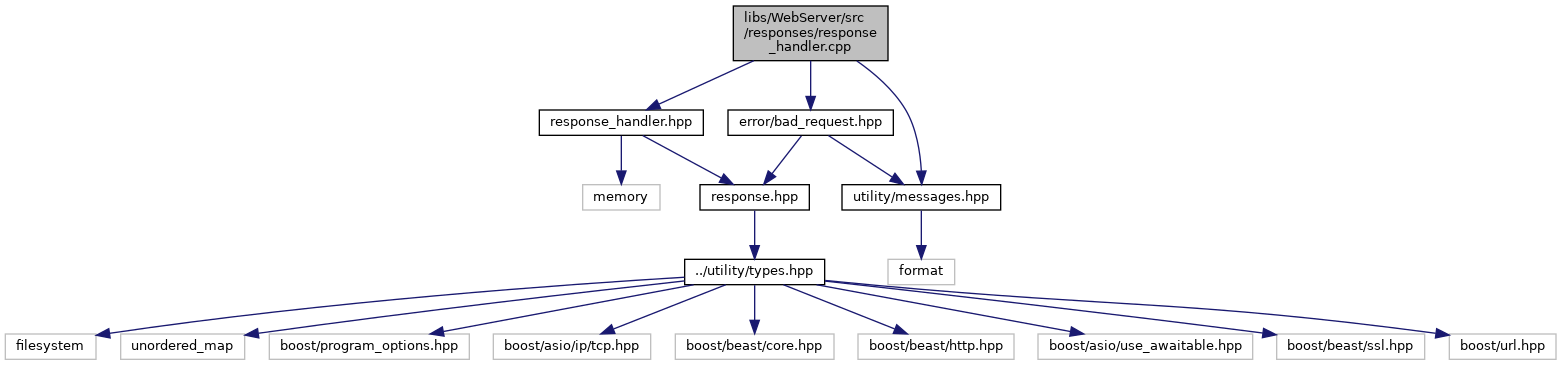 libs/WebServer/src
/responses/response
_handler.cpp
response_handler.hpp
error/bad_request.hpp
memory
response.hpp
utility/messages.hpp
../utility/types.hpp
format
filesystem
unordered_map
boost/program_options.hpp
boost/asio/ip/tcp.hpp
boost/beast/core.hpp
boost/beast/http.hpp
boost/asio/use_awaitable.hpp
boost/beast/ssl.hpp
boost/url.hpp